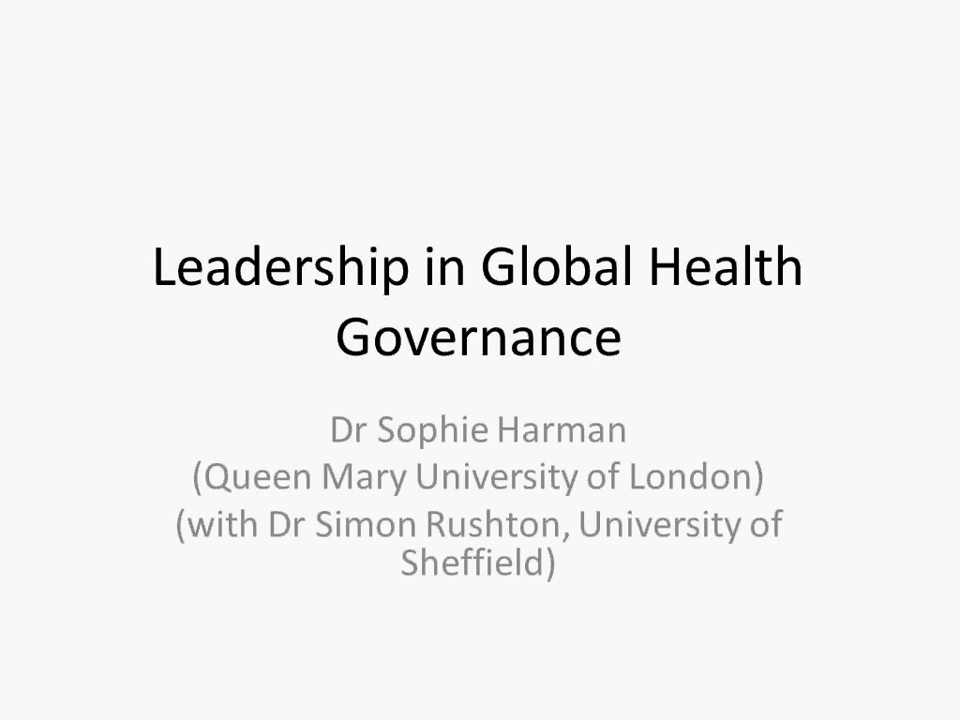 Leadership in Global Health
Governance
Dr Sophie Harman
(Queen Mary University of London)
(with Dr Simon Rushton, University of
Sheffield)